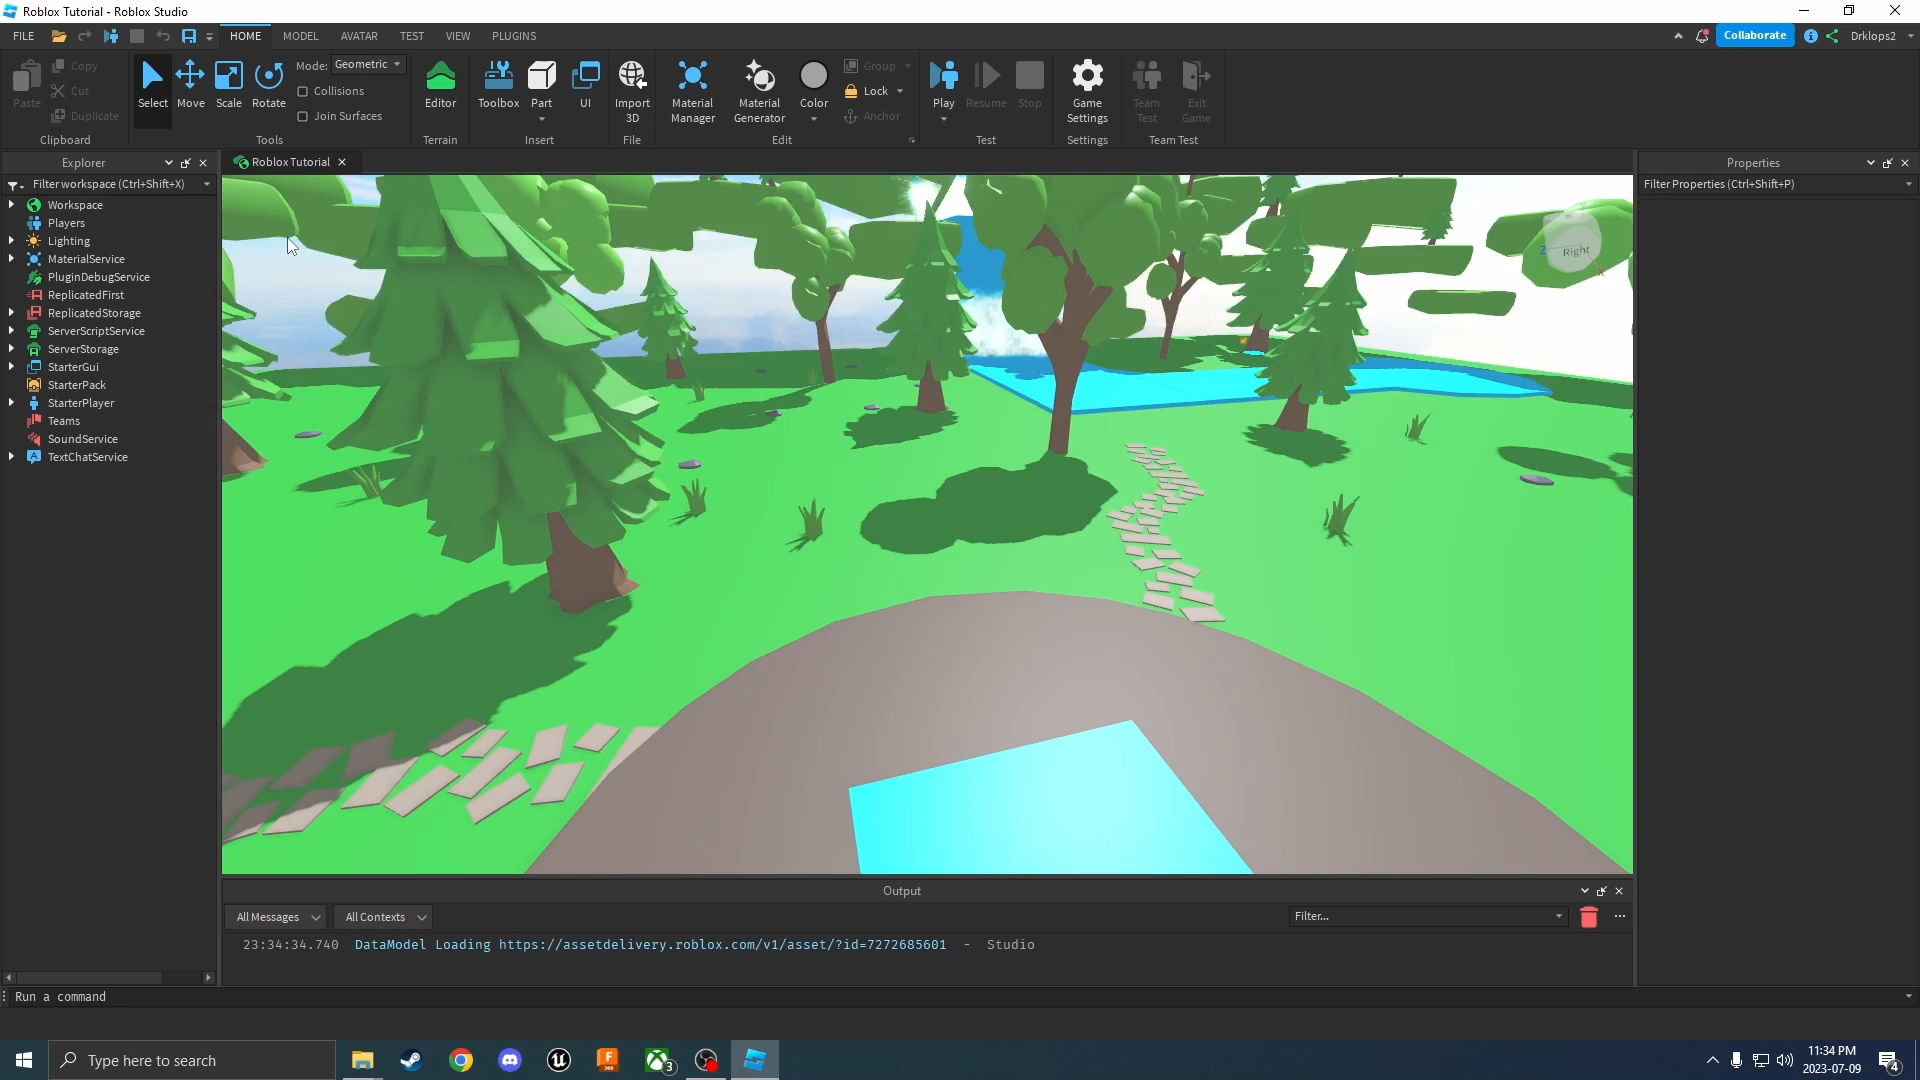 Roblox Tutorial - Roblox Studio
FILE
HOME
MODEL
AVATAR
TEST
VIEW
PLUGINS
Collaborate
Drklops2
Paste
Copy
Cut
Duplicate
Clipboard
Select
Move
Scale
Rotate
Mode:
Geometric
Collisions
Join Surfaces
Tools
Editor
Terrain
Toolbox
Part
UI
Insert
Import
3D
File
Material
Manager
Material
Generator
Color
Group
Lock
Anchor
Edit
Play
Resume
Stop
Test
Game
Settings
Settings
Team
Test
Exit
Game
Team Test
Explorer
Roblox Tutorial
Properties
Filter workspace (Ctrl+Shift+X)
Filter Properties (Ctrl+Shift+P)
Workspace
Players
Lighting
MaterialService
PluginDebugService
ReplicatedFirst
ReplicatedStorage
ServerScriptService
ServerStorage
StarterGui
StarterPack
StarterPlayer
Teams
SoundService
TextChatService
Right
Z
X
Output
All Messages
All Contexts
Filter...
23:34:34.740 DataModel Loading https://assetdelivery.roblox.com/v1/asset/?id=7272685601 - Studio
Run a command
Type here to search
F
360
3
11:34 PM
2023-07-09
4